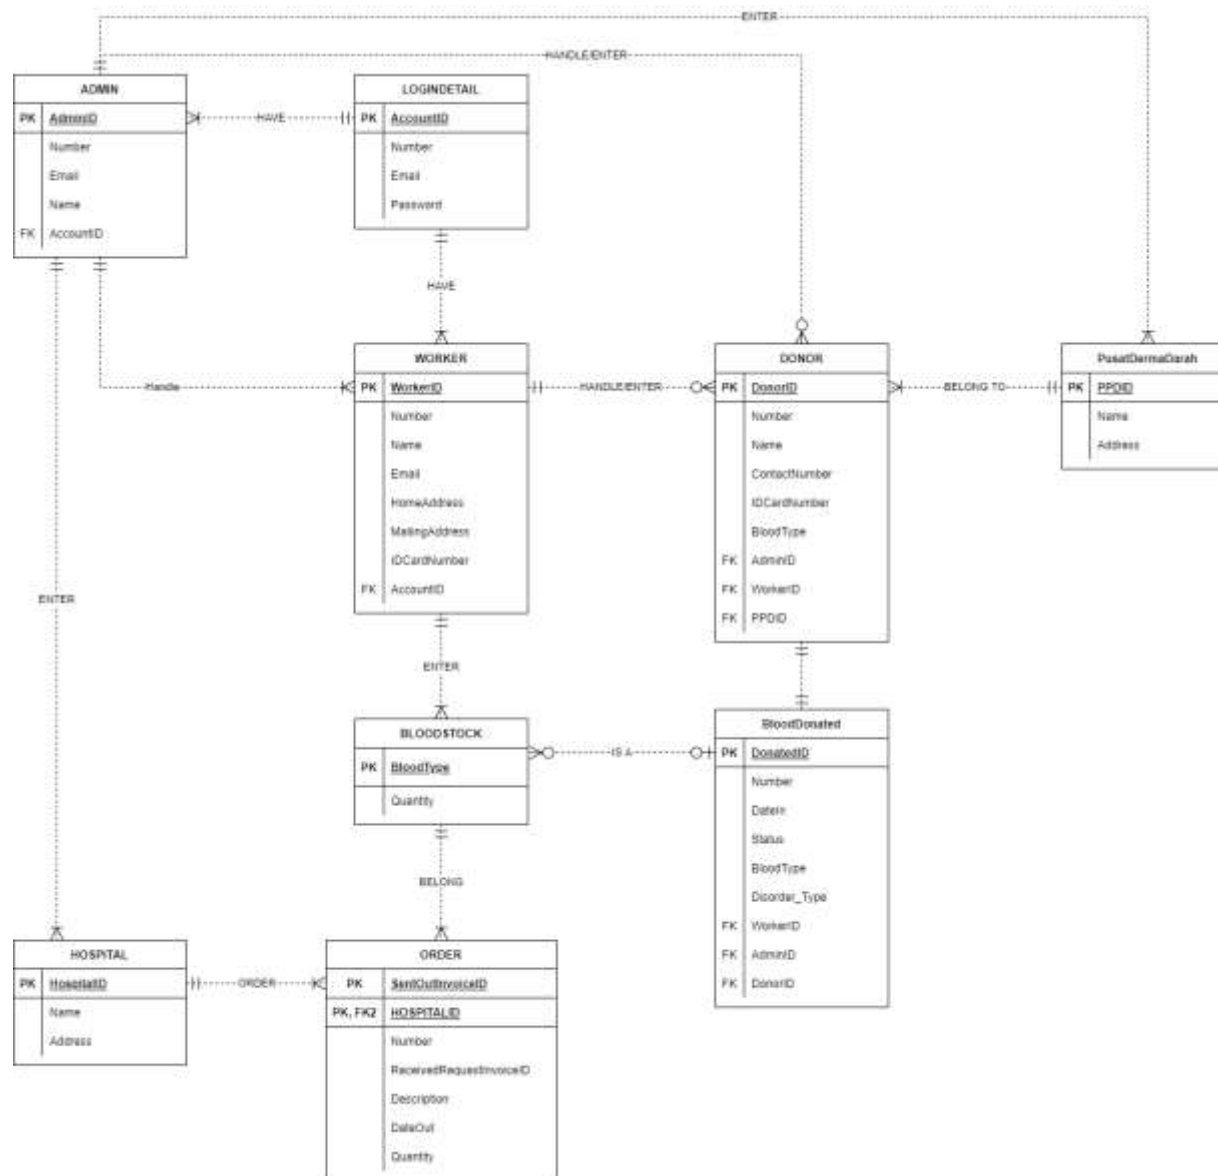 ENTER
HANDLE/ENTER
ADMIN
PK AdminID
Number
Email
Name
FK AccountID
HAVE
LOGINDETAIL
PK AccountID
Number
Email
Password
HAVE
Handle
WORKER
PK WorkerID
Number
Name
Email
HomeAddress
MailingAddress
IDCardNumber
FK AccountID
HANDLE/ENTER
DONOR
PK DonorID
Number
Name
ContactNumber
IDCardNumber
BloodType
FK AdminID
FK WorkerID
FK PPDID
BELONG TO
PusatDermaDarah
PK PPDID
Name
Address
ENTER
ENTER
BLOODSTOCK
PK BloodType
Quantity
IS A
BloodDonated
PK DonatedID
Number
DateIn
Status
BloodType
Disorder_Type
FK WorkerID
FK AdminID
FK DonorID
BELONG
HOSPITAL
PK HospitalID
Name
Address
ORDER
ORDER
PK SentOutInvoiceID
PK, FK2 HOSPITALID
Number
ReceivedRequestInvoiceID
Description
DateOut
Quantity